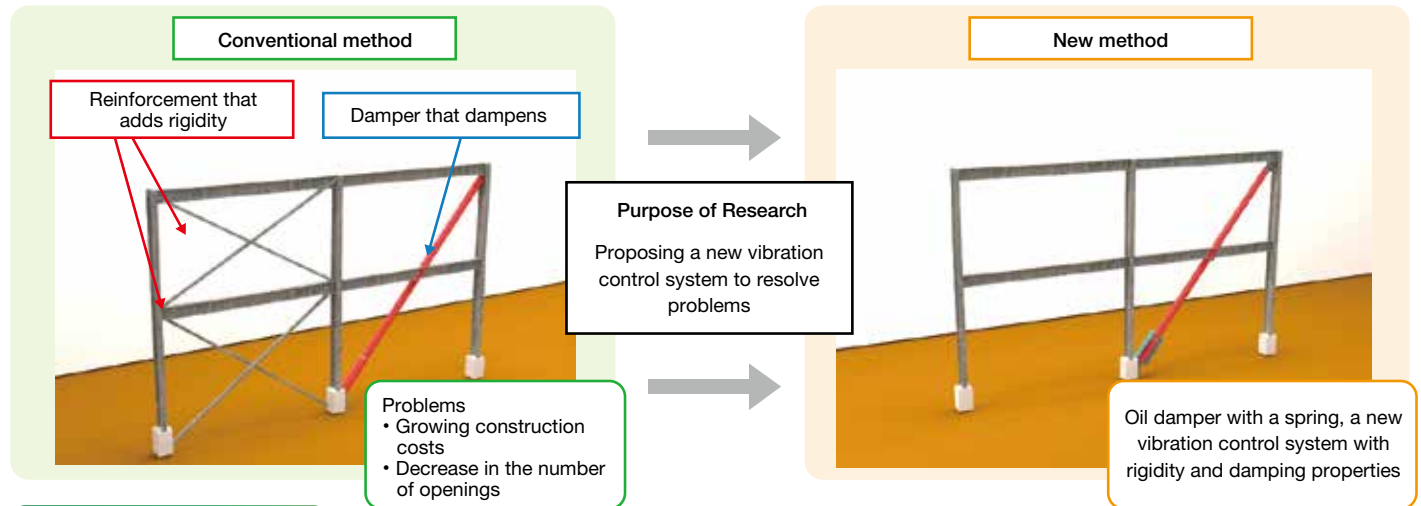 Conventional method
Reinforcement that
adds rigidity
Damper that dampens
Problems
• Growing construction
costs
• Decrease in the number
of openings
Purpose of Research
Proposing a new vibration
control system to resolve
problems
New method
Oil damper with a spring, a new
vibration control system with
rigidity and damping properties